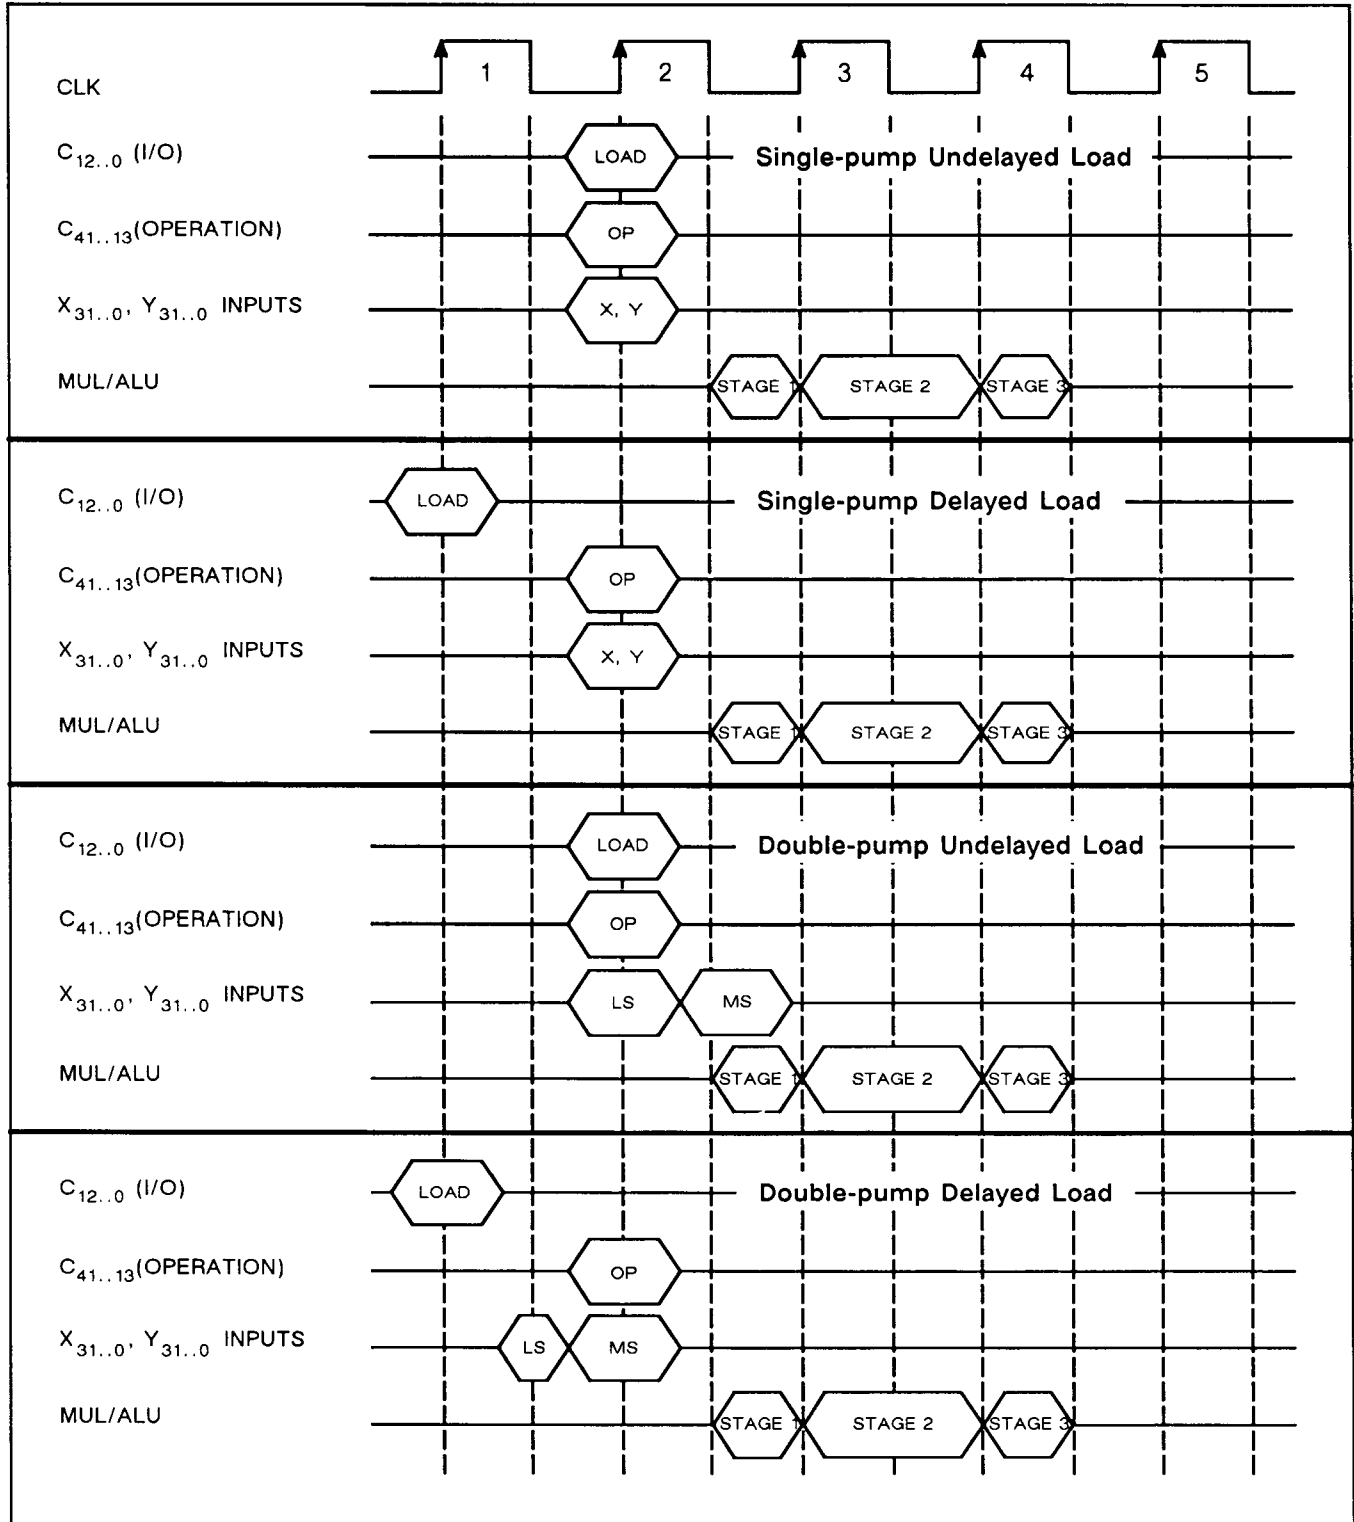 1 2 3 4 5
CLK
C12..0 (I/O) LOAD Single-pump Undelayed Load
C41..13(OPERATION) OP
X31..0, Y31..0 INPUTS X, Y
MUL/ALU STAGE 1 STAGE 2 STAGE 3
C12..0 (I/O) LOAD Single-pump Delayed Load
C41..13(OPERATION) OP
X31..0, Y31..0 INPUTS X, Y
MUL/ALU STAGE 1 STAGE 2 STAGE 3
C12..0 (I/O) LOAD Double-pump Undelayed Load
C41..13(OPERATION) OP
X31..0, Y31..0 INPUTS LS MS
MUL/ALU STAGE 1 STAGE 2 STAGE 3
C12..0 (I/O) LOAD Double-pump Delayed Load
C41..13(OPERATION) OP
X31..0, Y31..0 INPUTS LS MS
MUL/ALU STAGE 1 STAGE 2 STAGE 3